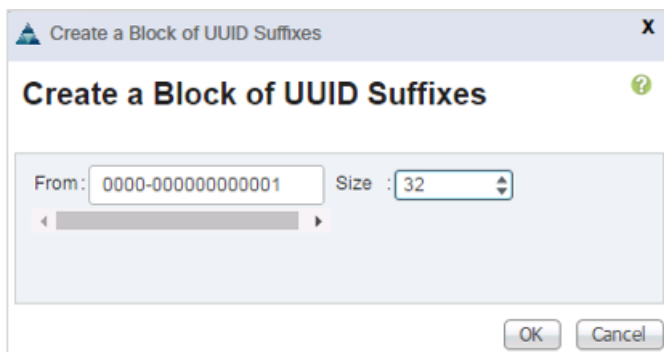 Create a Block of UUID Suffixes X
Create a Block of UUID Suffixes ?
From : 0000-000000000001 Size : 32
OK Cancel